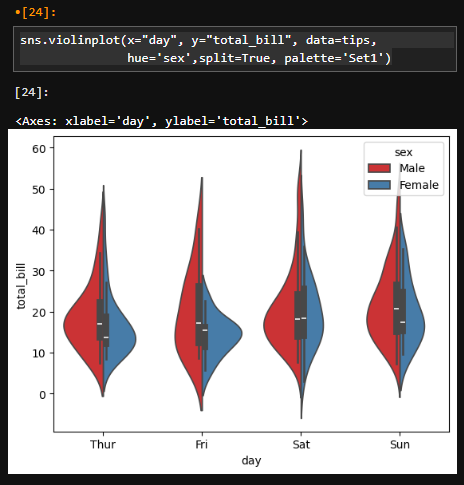 •[24]:
sns.violinplot(x="day", y="total_bill", data=tips,
hue='sex',split=True, palette='Set1')
[24]:
<Axes: xlabel='day', ylabel='total_bill'>
60
50
40
30
20
10
0
total_bill
sex
Male
Female
Thur Fri Sat Sun
day